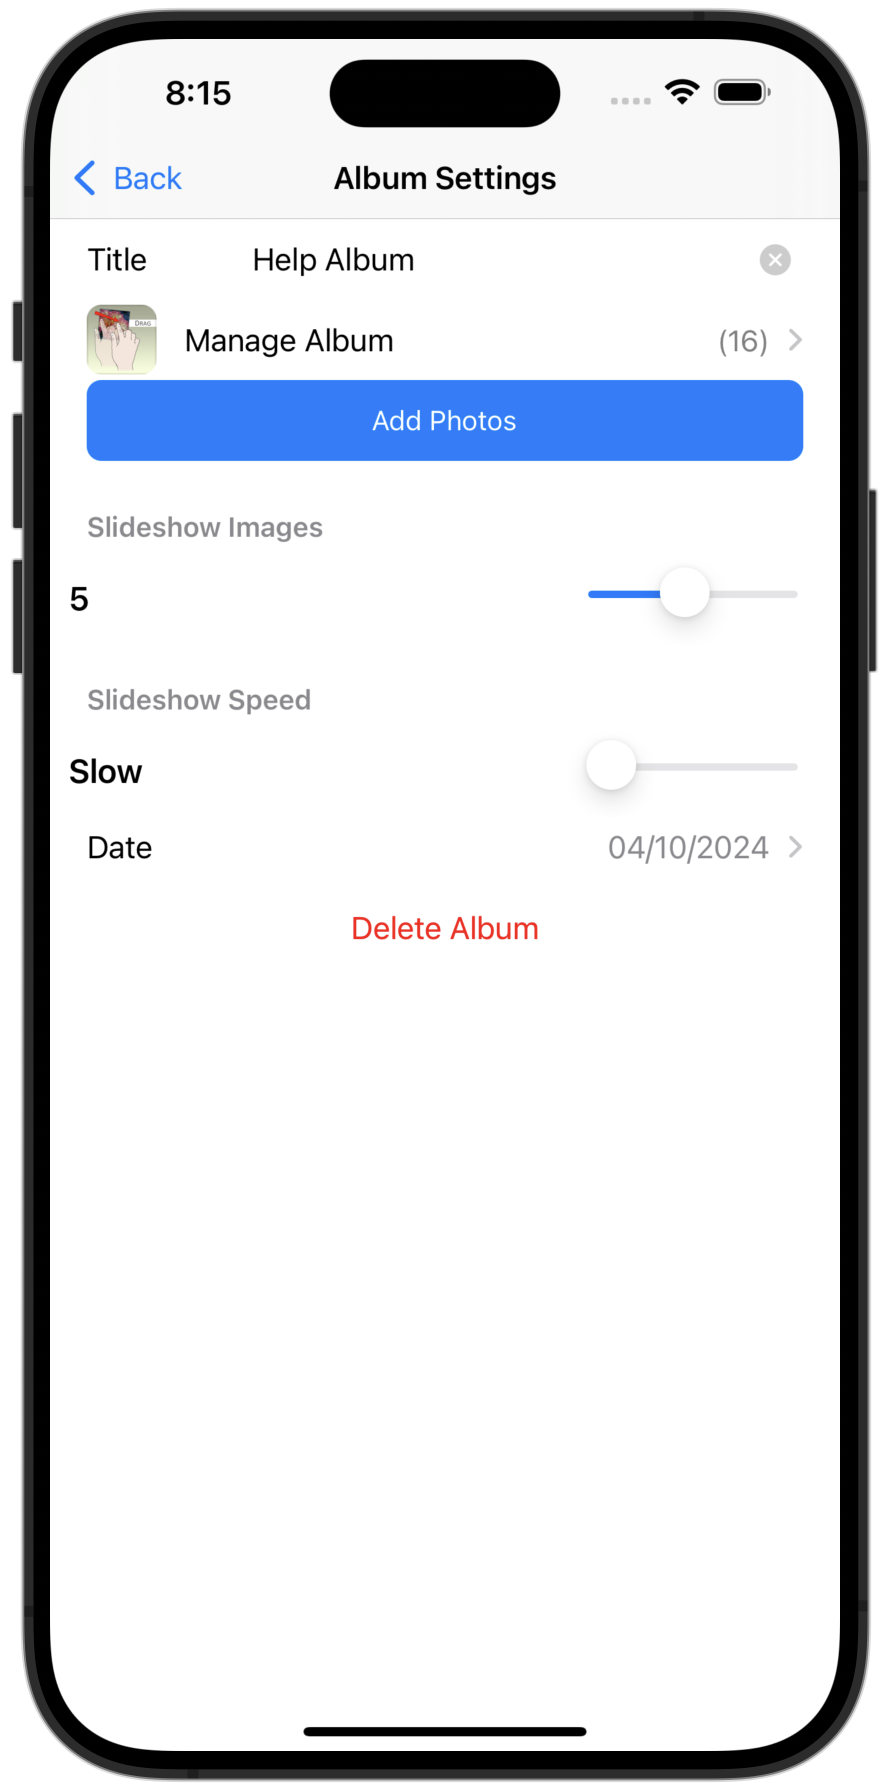 8:15
Back
Album Settings
Title Help Album
DRAG
Manage Album (16)
Add Photos
Slideshow Images
5
Slideshow Speed
Slow
Date 04/10/2024
Delete Album